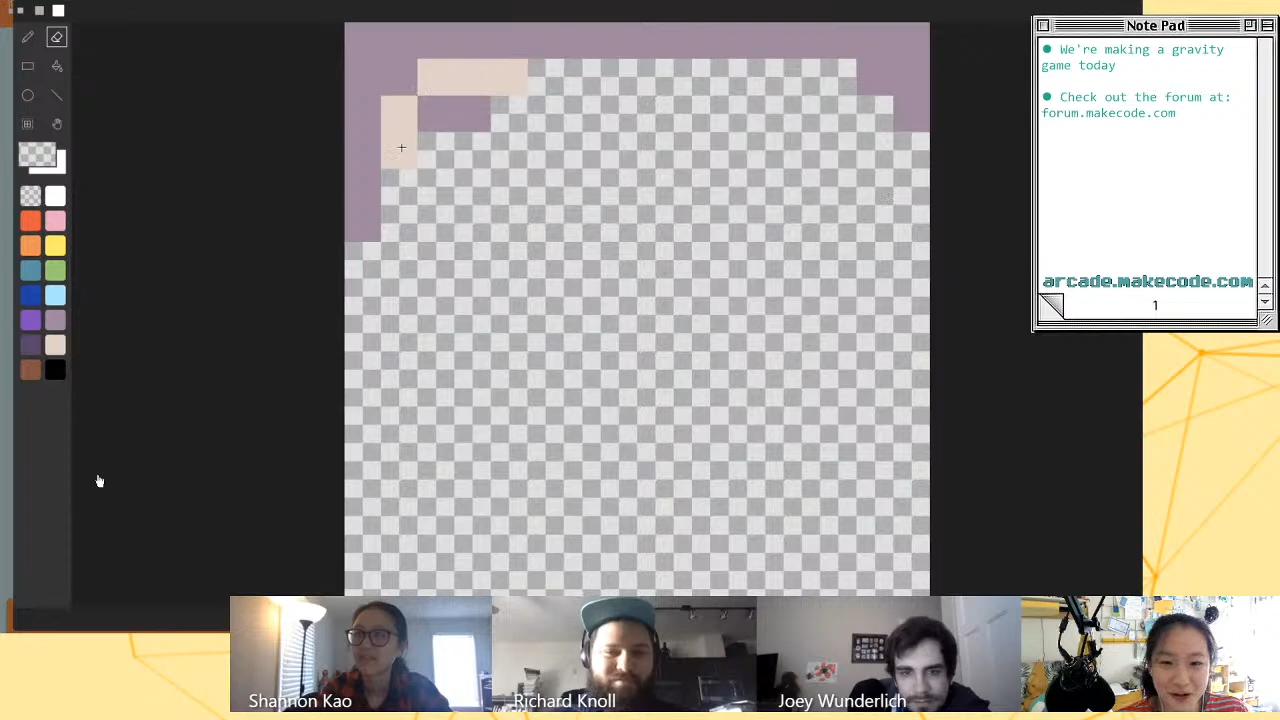 Note Pad
● We're making a gravity
game today
● Check out the forum at:
forum.makecode.com
arcade.makecode.com
1
Shannon Kao
Richard Knoll
Joey Wunderlich